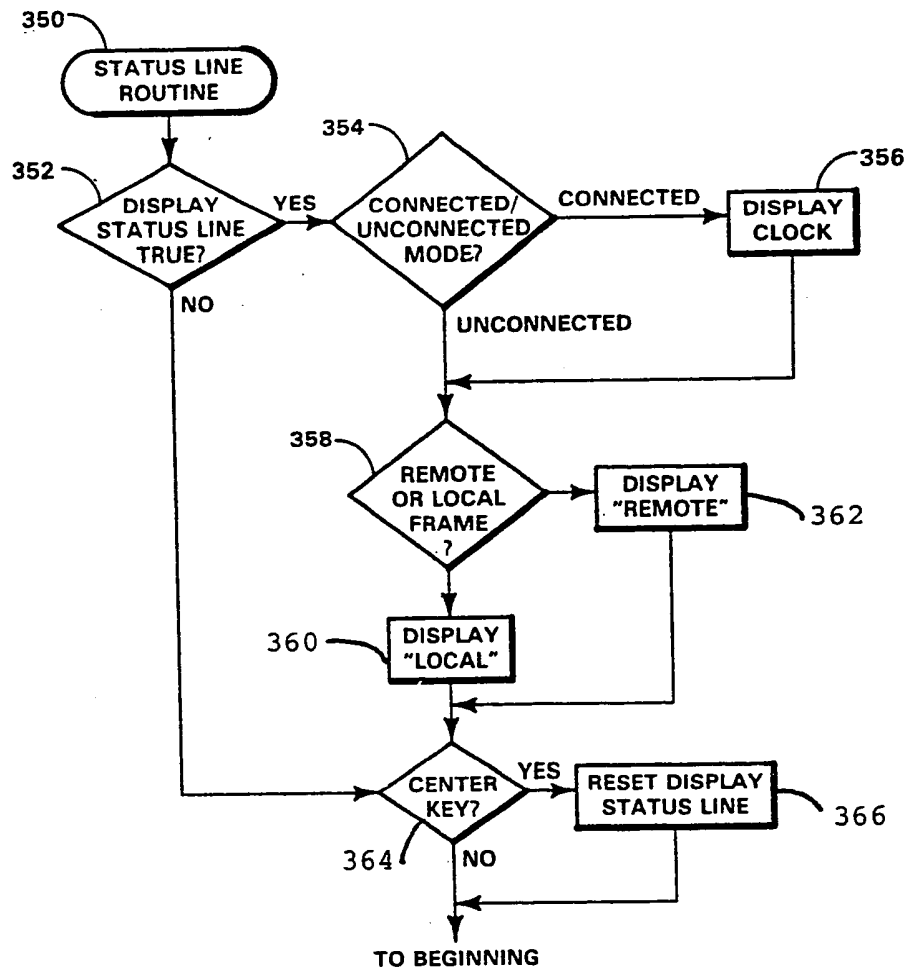 350
STATUS LINE
ROUTINE
352
DISPLAY
STATUS LINE
TRUE?
YES
NO
354
CONNECTED/
UNCONNECTED
MODE?
CONNECTED
UNCONNECTED
356
DISPLAY
CLOCK
358
REMOTE
OR LOCAL
FRAME
?
DISPLAY
"REMOTE"
362
360
DISPLAY
"LOCAL"
CENTER
KEY?
364
YES
NO
RESET DISPLAY
STATUS LINE
366
TO BEGINNING